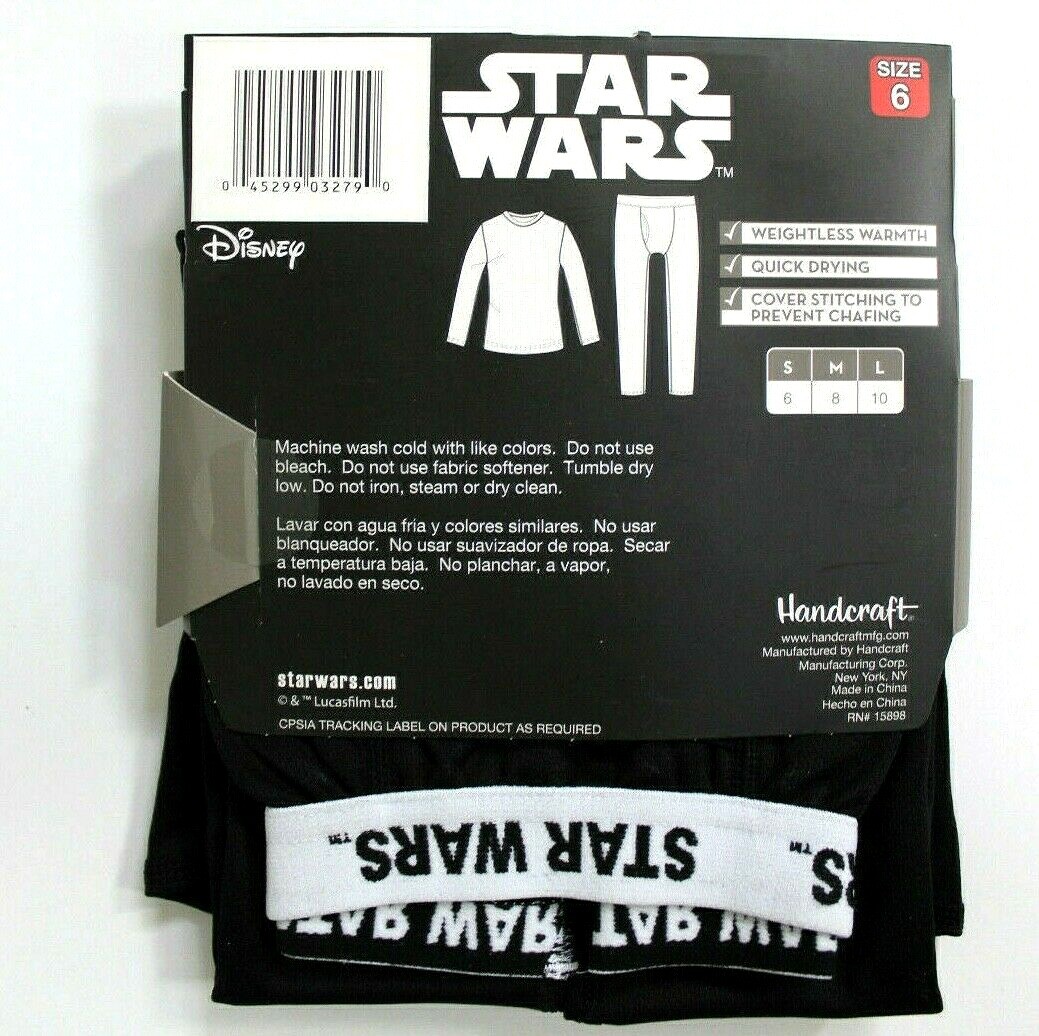 STAR
WARS™
SIZE
6
0 45299 03279 0
Disney
WEIGHTLESS WARMTH
QUICK DRYING
COVER STITCHING TO
PREVENT CHAFING
S M L
6 8 10
Machine wash cold with like colors. Do not use
bleach. Do not use fabric softener. Tumble dry
low. Do not iron, steam or dry clean.
Lavar con agua fria y colores similares. No usar
blanqueador. No usar suavizador de ropa. Secar
a temperatura baja. No planchar, a vapor,
no lavado en seco.
Handcraft
www.handcraftmfg.com
Manufactured by Handcraft
Manufacturing Corp.
New York, NY
Made in China
Hecho en China
RN# 15898
starwars.com
© & ™ Lucasfilm Ltd.
CPSIA TRACKING LABEL ON PRODUCT AS REQUIRED
STAR WARS™
RS™